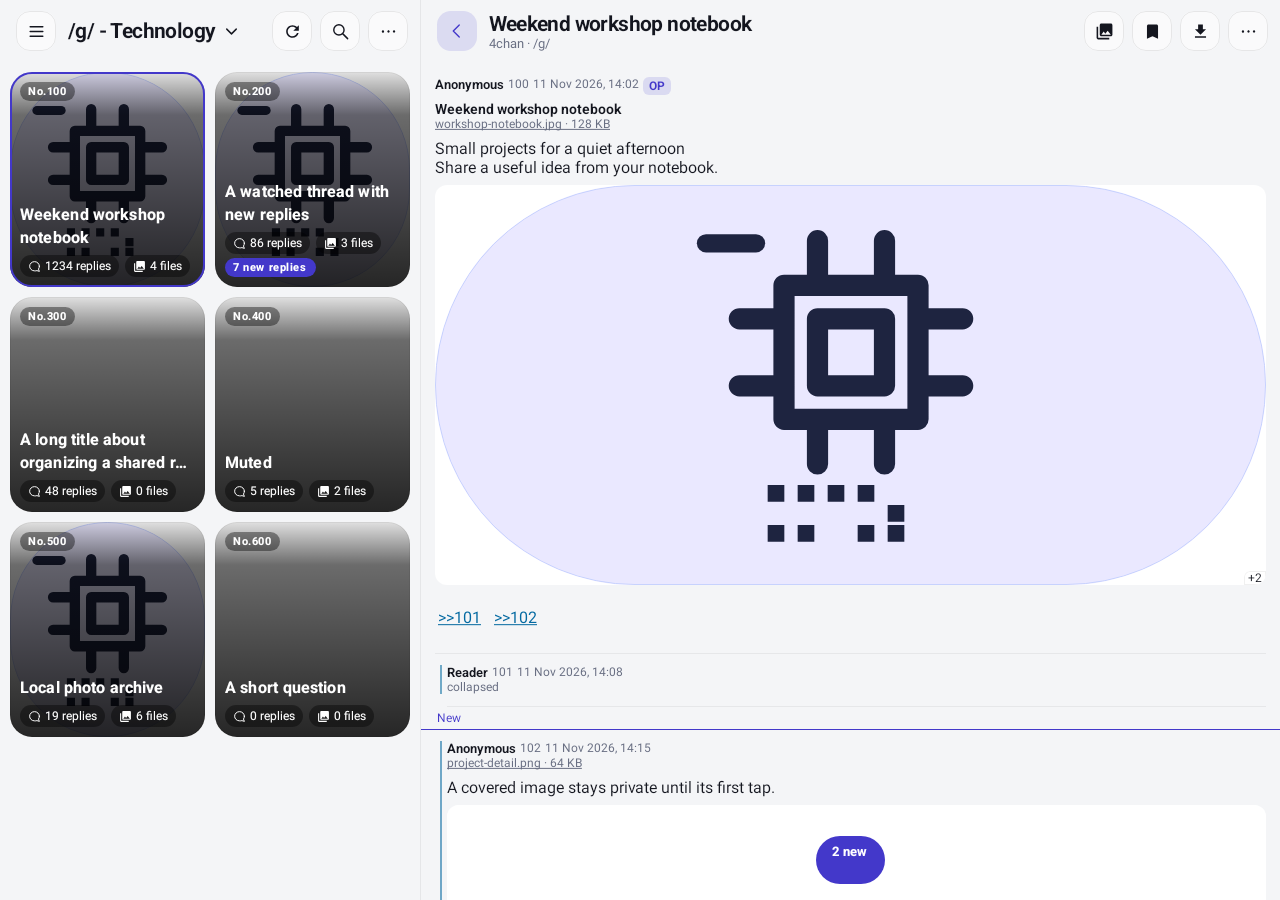 /g/ - Technology
No.100
Weekend workshop
notebook
1234 replies
4 files
No.200
A watched thread with
new replies
86 replies
3 files
7 new replies
No.300
A long title about
organizing a shared r…
48 replies
0 files
No.400
Muted
5 replies
2 files
No.500
Local photo archive
19 replies
6 files
No.600
A short question
0 replies
0 files
Weekend workshop notebook
4chan · /g/
Anonymous 100 11 Nov 2026, 14:02 OP
Weekend workshop notebook
workshop-notebook.jpg · 128 KB
Small projects for a quiet afternoon
Share a useful idea from your notebook.
+2
>>101 >>102
Reader 101 11 Nov 2026, 14:08
collapsed
New
Anonymous 102 11 Nov 2026, 14:15
project-detail.png · 64 KB
A covered image stays private until its first tap.
2 new